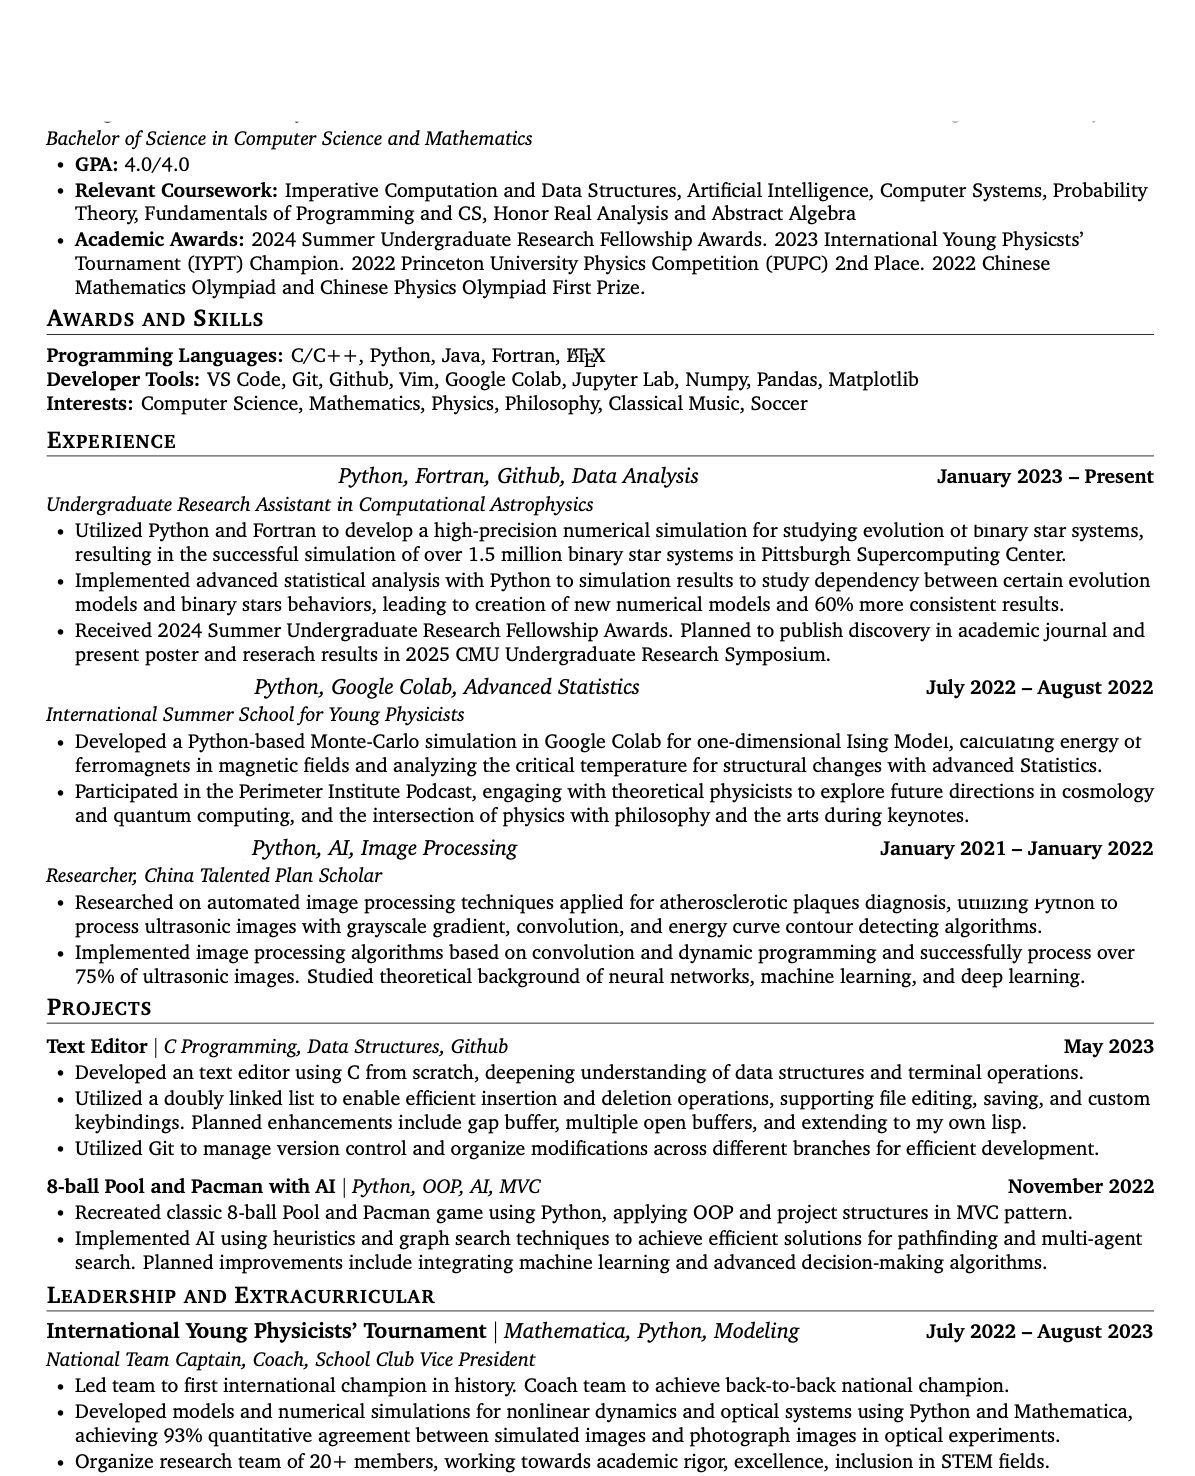 Bachelor of Science in Computer Science and Mathematics
• GPA: 4.0/4.0
• Relevant Coursework: Imperative Computation and Data Structures, Artificial Intelligence, Computer Systems, Probability
Theory, Fundamentals of Programming and CS, Honor Real Analysis and Abstract Algebra
• Academic Awards: 2024 Summer Undergraduate Research Fellowship Awards. 2023 International Young Physicsts’
Tournament (IYPT) Champion. 2022 Princeton University Physics Competition (PUPC) 2nd Place. 2022 Chinese
Mathematics Olympiad and Chinese Physics Olympiad First Prize.
AWARDS AND SKILLS
Programming Languages: C/C++, Python, Java, Fortran, LATEX
Developer Tools: VS Code, Git, Github, Vim, Google Colab, Jupyter Lab, Numpy, Pandas, Matplotlib
Interests: Computer Science, Mathematics, Physics, Philosophy, Classical Music, Soccer
EXPERIENCE
Python, Fortran, Github, Data Analysis January 2023 – Present
Undergraduate Research Assistant in Computational Astrophysics
• Utilized Python and Fortran to develop a high-precision numerical simulation for studying evolution of binary star systems,
resulting in the successful simulation of over 1.5 million binary star systems in Pittsburgh Supercomputing Center.
• Implemented advanced statistical analysis with Python to simulation results to study dependency between certain evolution
models and binary stars behaviors, leading to creation of new numerical models and 60% more consistent results.
• Received 2024 Summer Undergraduate Research Fellowship Awards. Planned to publish discovery in academic journal and
present poster and reserach results in 2025 CMU Undergraduate Research Symposium.
Python, Google Colab, Advanced Statistics July 2022 – August 2022
International Summer School for Young Physicists
• Developed a Python-based Monte-Carlo simulation in Google Colab for one-dimensional Ising Model, calculating energy of
ferromagnets in magnetic fields and analyzing the critical temperature for structural changes with advanced Statistics.
• Participated in the Perimeter Institute Podcast, engaging with theoretical physicists to explore future directions in cosmology
and quantum computing, and the intersection of physics with philosophy and the arts during keynotes.
Python, AI, Image Processing January 2021 – January 2022
Researcher, China Talented Plan Scholar
• Researched on automated image processing techniques applied for atherosclerotic plaques diagnosis, utilizing Python to
process ultrasonic images with grayscale gradient, convolution, and energy curve contour detecting algorithms.
• Implemented image processing algorithms based on convolution and dynamic programming and successfully process over
75% of ultrasonic images. Studied theoretical background of neural networks, machine learning, and deep learning.
PROJECTS
Text Editor | C Programming, Data Structures, Github May 2023
• Developed an text editor using C from scratch, deepening understanding of data structures and terminal operations.
• Utilized a doubly linked list to enable efficient insertion and deletion operations, supporting file editing, saving, and custom
keybindings. Planned enhancements include gap buffer, multiple open buffers, and extending to my own lisp.
• Utilized Git to manage version control and organize modifications across different branches for efficient development.
8-ball Pool and Pacman with AI | Python, OOP, AI, MVC November 2022
• Recreated classic 8-ball Pool and Pacman game using Python, applying OOP and project structures in MVC pattern.
• Implemented AI using heuristics and graph search techniques to achieve efficient solutions for pathfinding and multi-agent
search. Planned improvements include integrating machine learning and advanced decision-making algorithms.
LEADERSHIP AND EXTRACURRICULAR
International Young Physicists’ Tournament | Mathematica, Python, Modeling July 2022 – August 2023
National Team Captain, Coach, School Club Vice President
• Led team to first international champion in history. Coach team to achieve back-to-back national champion.
• Developed models and numerical simulations for nonlinear dynamics and optical systems using Python and Mathematica,
achieving 93% quantitative agreement between simulated images and photograph images in optical experiments.
• Organize research team of 20+ members, working towards academic rigor, excellence, inclusion in STEM fields.